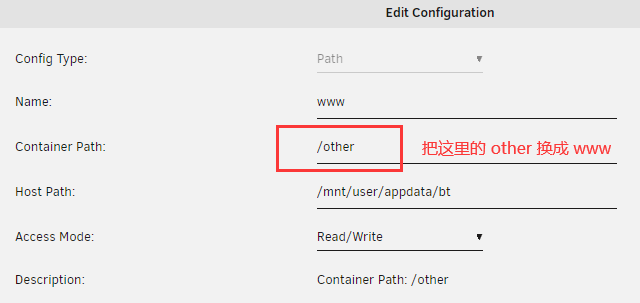 Edit Configuration
Config Type: Path
Name: www
Container Path: /other 把这里的 other 换成 www
Host Path: /mnt/user/appdata/bt
Access Mode: Read/Write
Description: Container Path: /other